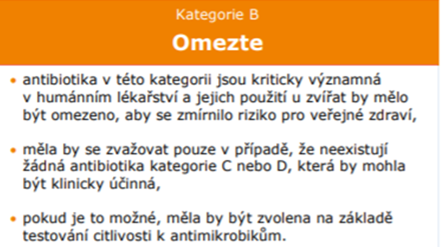 Kategorie B
Omezte
• antibiotika v této kategorii jsou kriticky významná
v humánním lékařství a jejich použití u zvířat by mělo
být omezeno, aby se zmírnilo riziko pro veřejné zdraví,
• měla by se zvažovat pouze v případě, že neexistují
žádná antibiotika kategorie C nebo D, která by mohla
být klinicky účinná,
• pokud je to možné, měla by být zvolena na základě
testování citlivosti k antimikrobikům.